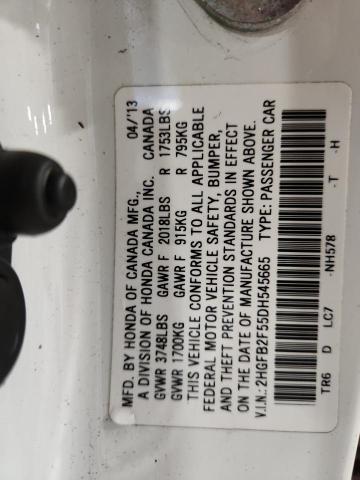 MFD. BY HONDA OF CANADA MFG., 04/'13
A DIVISION OF HONDA CANADA INC. CANADA
GVWR 3748LBS GAWR F 2018LBS R 1753LBS
GVWR 1700KG GAWR F 915KG R 795KG
THIS VEHICLE CONFORMS TO ALL APPLICABLE
FEDERAL MOTOR VEHICLE SAFETY, BUMPER,
AND THEFT PREVENTION STANDARDS IN EFFECT
ON THE DATE OF MANUFACTURE SHOWN ABOVE.
V.I.N.: 2HGFB2F55DH545665 TYPE: PASSENGER CAR
TR6 D LC7 -NH578 -T -H